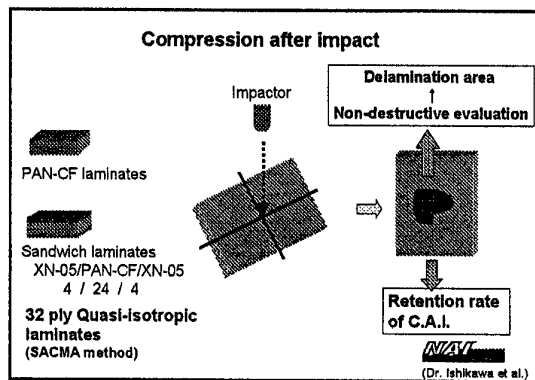 Compression after impact
Impactor
Delamination area
↑
Non-destructive evaluation
PAN-CF laminates
Sandwich laminates
XN-05/PAN-CF/XN-05
4 / 24 / 4
32 ply Quasi-isotropic
laminates
(SACMA method)
Retention rate
of C.A.I.
NAL
(Dr. Ishikawa et al.)